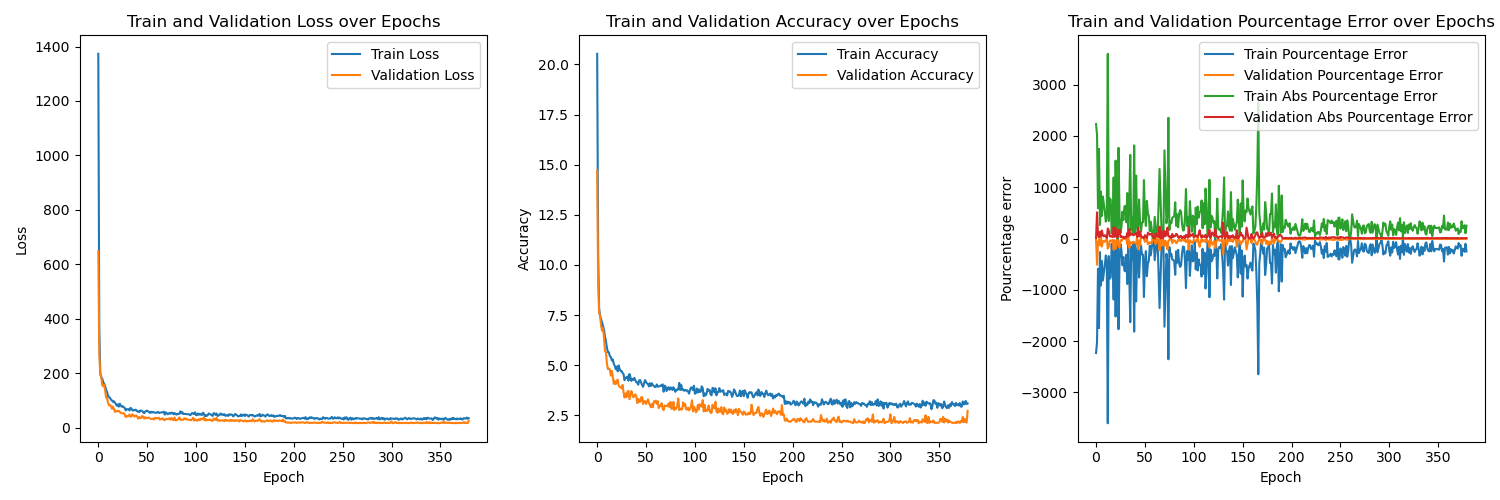 Train and Validation Loss over Epochs
Train Loss
Validation Loss
1400
1200
1000
800
600
400
200
0
Loss
0 50 100 150 200 250 300 350
Epoch
Train and Validation Accuracy over Epochs
Train Accuracy
Validation Accuracy
20.0
17.5
15.0
12.5
10.0
7.5
5.0
2.5
Accuracy
0 50 100 150 200 250 300 350
Epoch
Train and Validation Pourcentage Error over Epochs
Train Pourcentage Error
Validation Pourcentage Error
Train Abs Pourcentage Error
Validation Abs Pourcentage Error
3000
2000
1000
0
−1000
−2000
−3000
Pourcentage error
0 50 100 150 200 250 300 350
Epoch